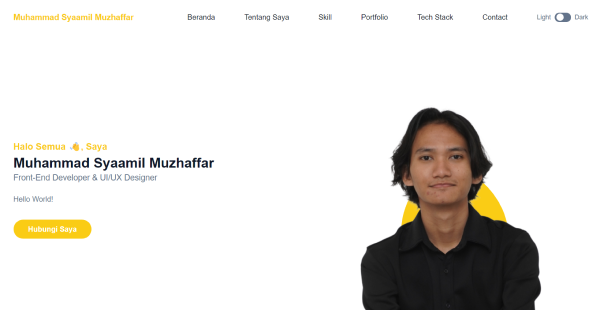 Muhammad Syaamil Muzhaffar Beranda Tentang Saya Skill Portfolio Tech Stack Contact Light Dark
Halo Semua 👋, Saya
Muhammad Syaamil Muzhaffar
Front-End Developer & UI/UX Designer
Hello World!
Hubungi Saya